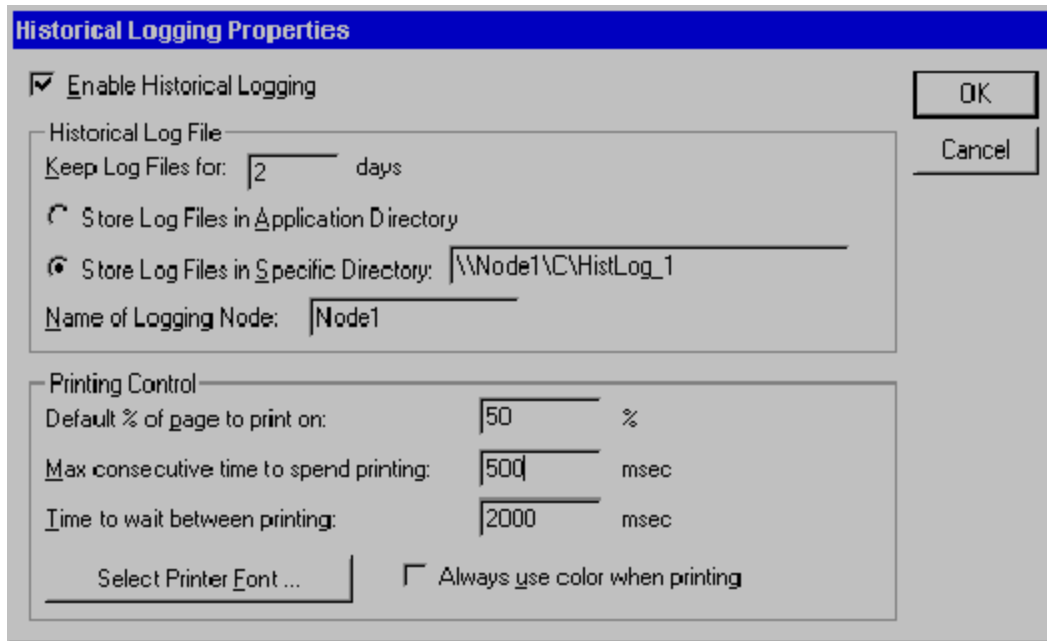 Historical Logging Properties
Enable Historical Logging
OK
Cancel
Historical Log File
Keep Log Files for: 2 days
Store Log Files in Application Directory
Store Log Files in Specific Directory: \\Node1\C\HistLog_1
Name of Logging Node: Node1
Printing Control
Default % of page to print on: 50 %
Max consecutive time to spend printing: 500 msec
Time to wait between printing: 2000 msec
Select Printer Font ... Always use color when printing